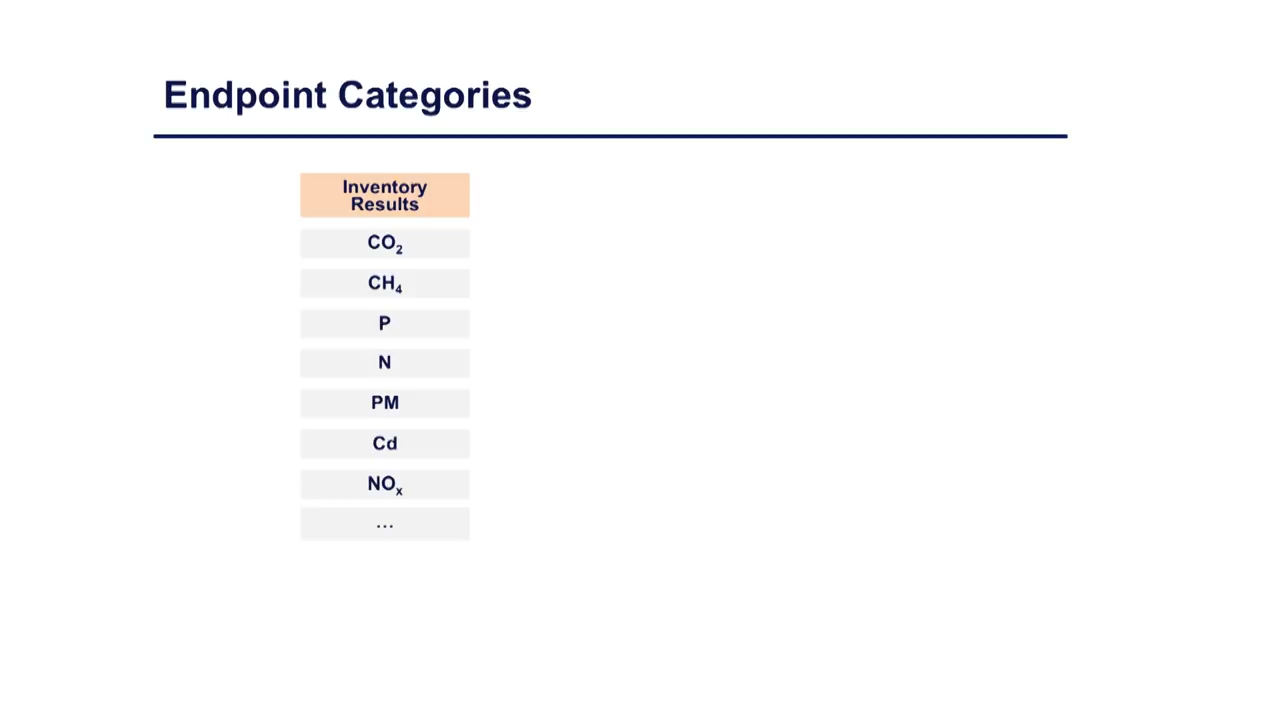 Endpoint Categories
Inventory
Results
CO₂
CH₄
P
N
PM
Cd
NOₓ
...